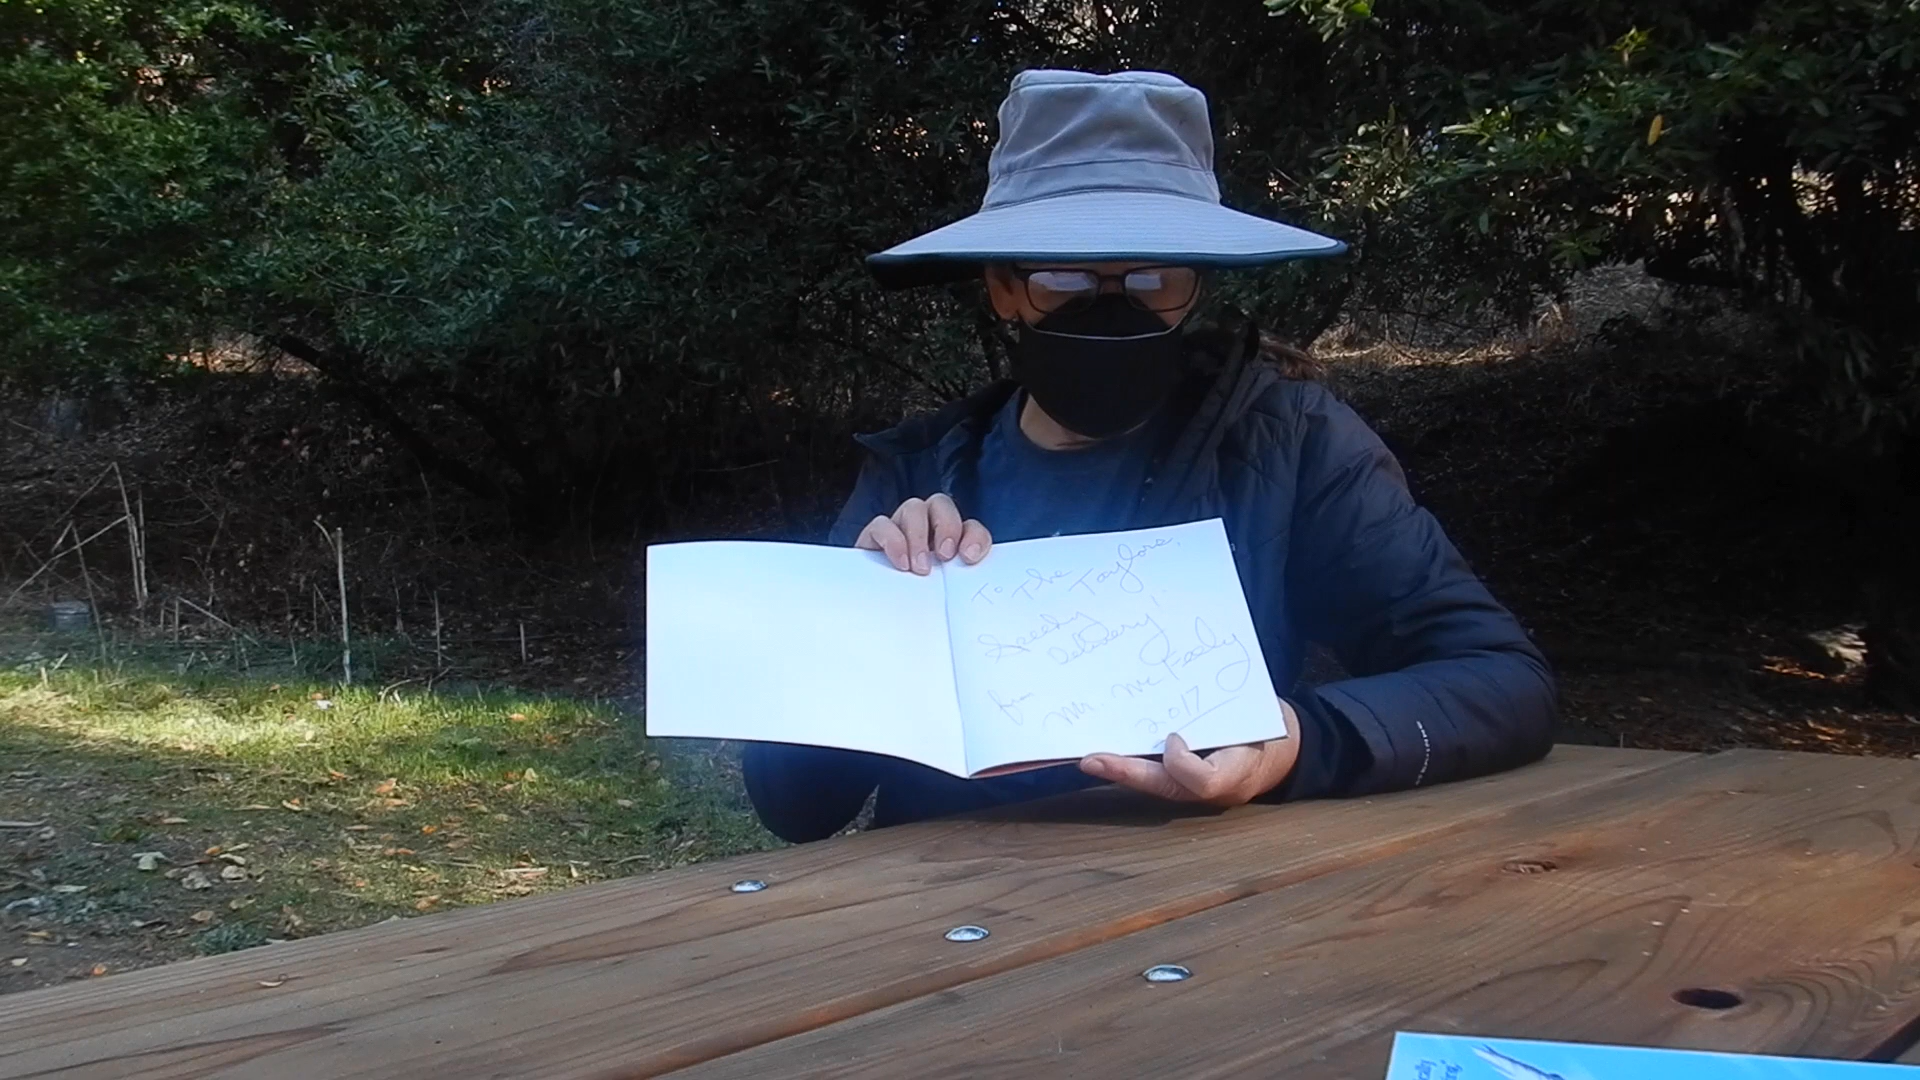 To The Taylors,
Speedy
Delivery!
from
Mr. McFeely
2017